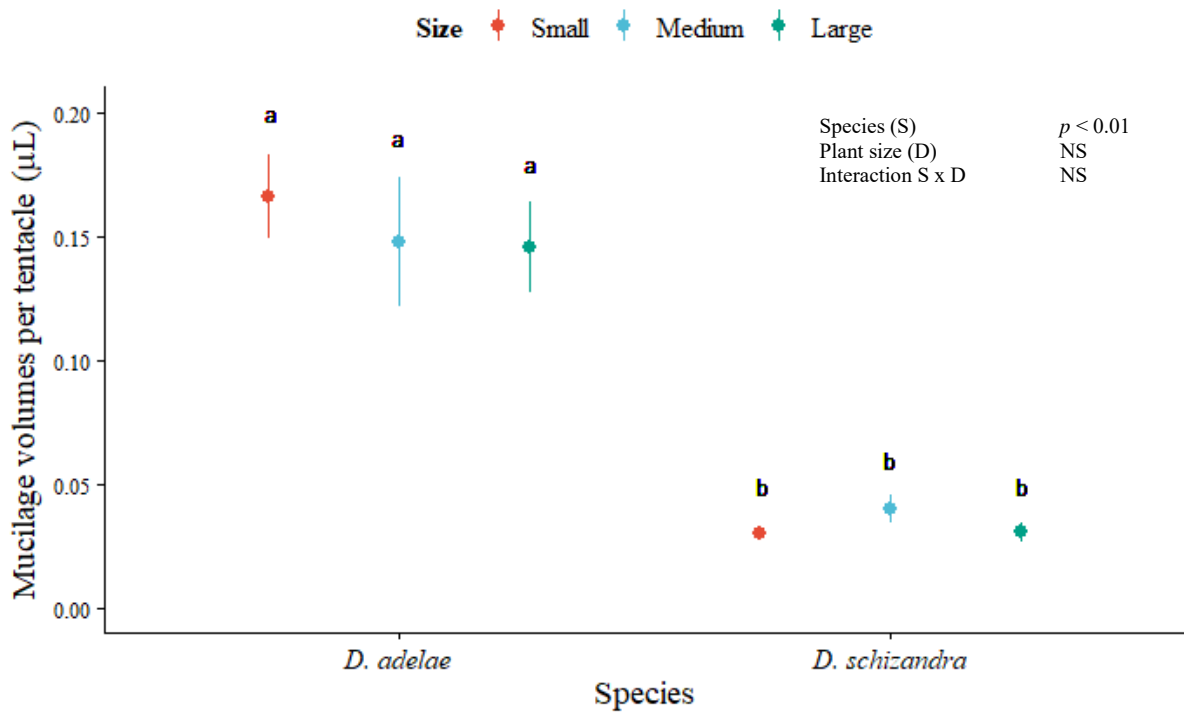 Size Small Medium Large
Mucilage volumes per tentacle (µL)
0.20
0.15
0.10
0.05
0.00
a
a
a
b
b
b
Species (S) p < 0.01
Plant size (D) NS
Interaction S x D NS
D. adelae D. schizandra
Species